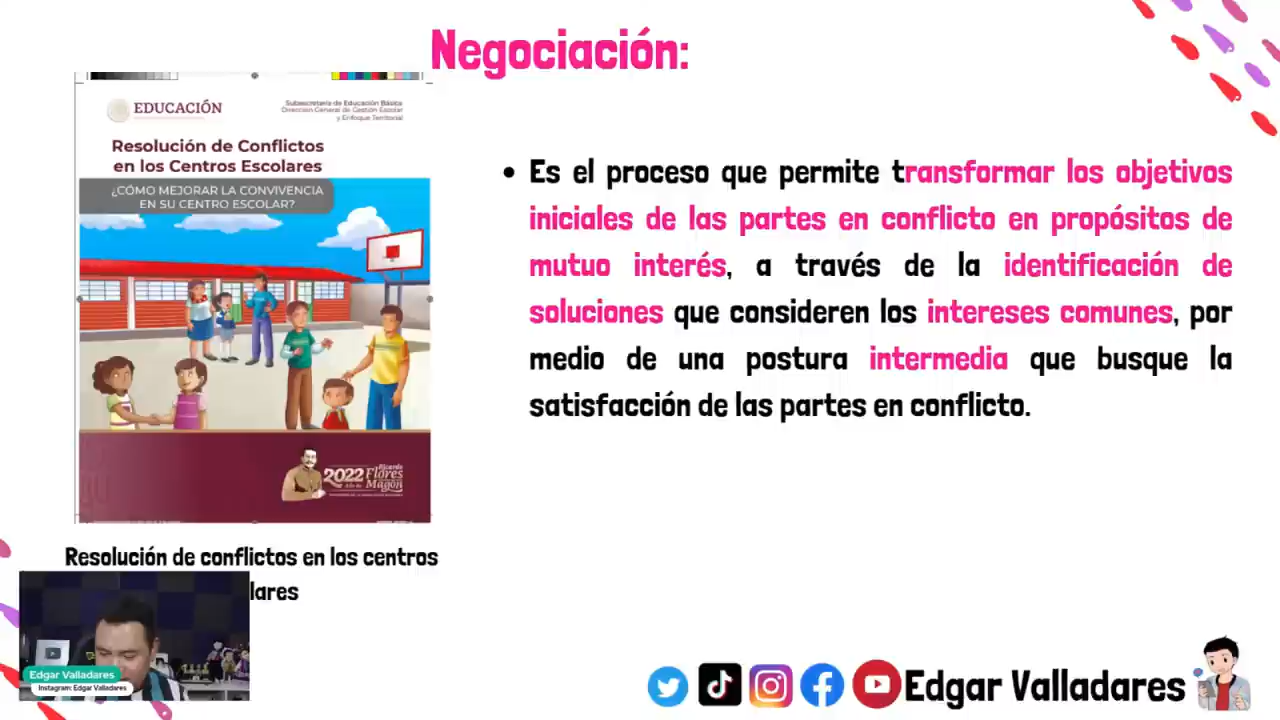 Negociación:
EDUCACIÓN
Subsecretaría de Educación Básica
Dirección General de Gestión Escolar
y Enfoque Territorial
Resolución de Conflictos
en los Centros Escolares
¿CÓMO MEJORAR LA CONVIVENCIA
EN SU CENTRO ESCOLAR?
2022 Ricardo
Año de Flores
Magón
Resolución de conflictos en los centros
lares
• Es el proceso que permite transformar los objetivos
iniciales de las partes en conflicto en propósitos de
mutuo interés, a través de la identificación de
soluciones que consideren los intereses comunes, por
medio de una postura intermedia que busque la
satisfacción de las partes en conflicto.
Edgar Valladares
Instagram: Edgar Valladares
Edgar Valladares